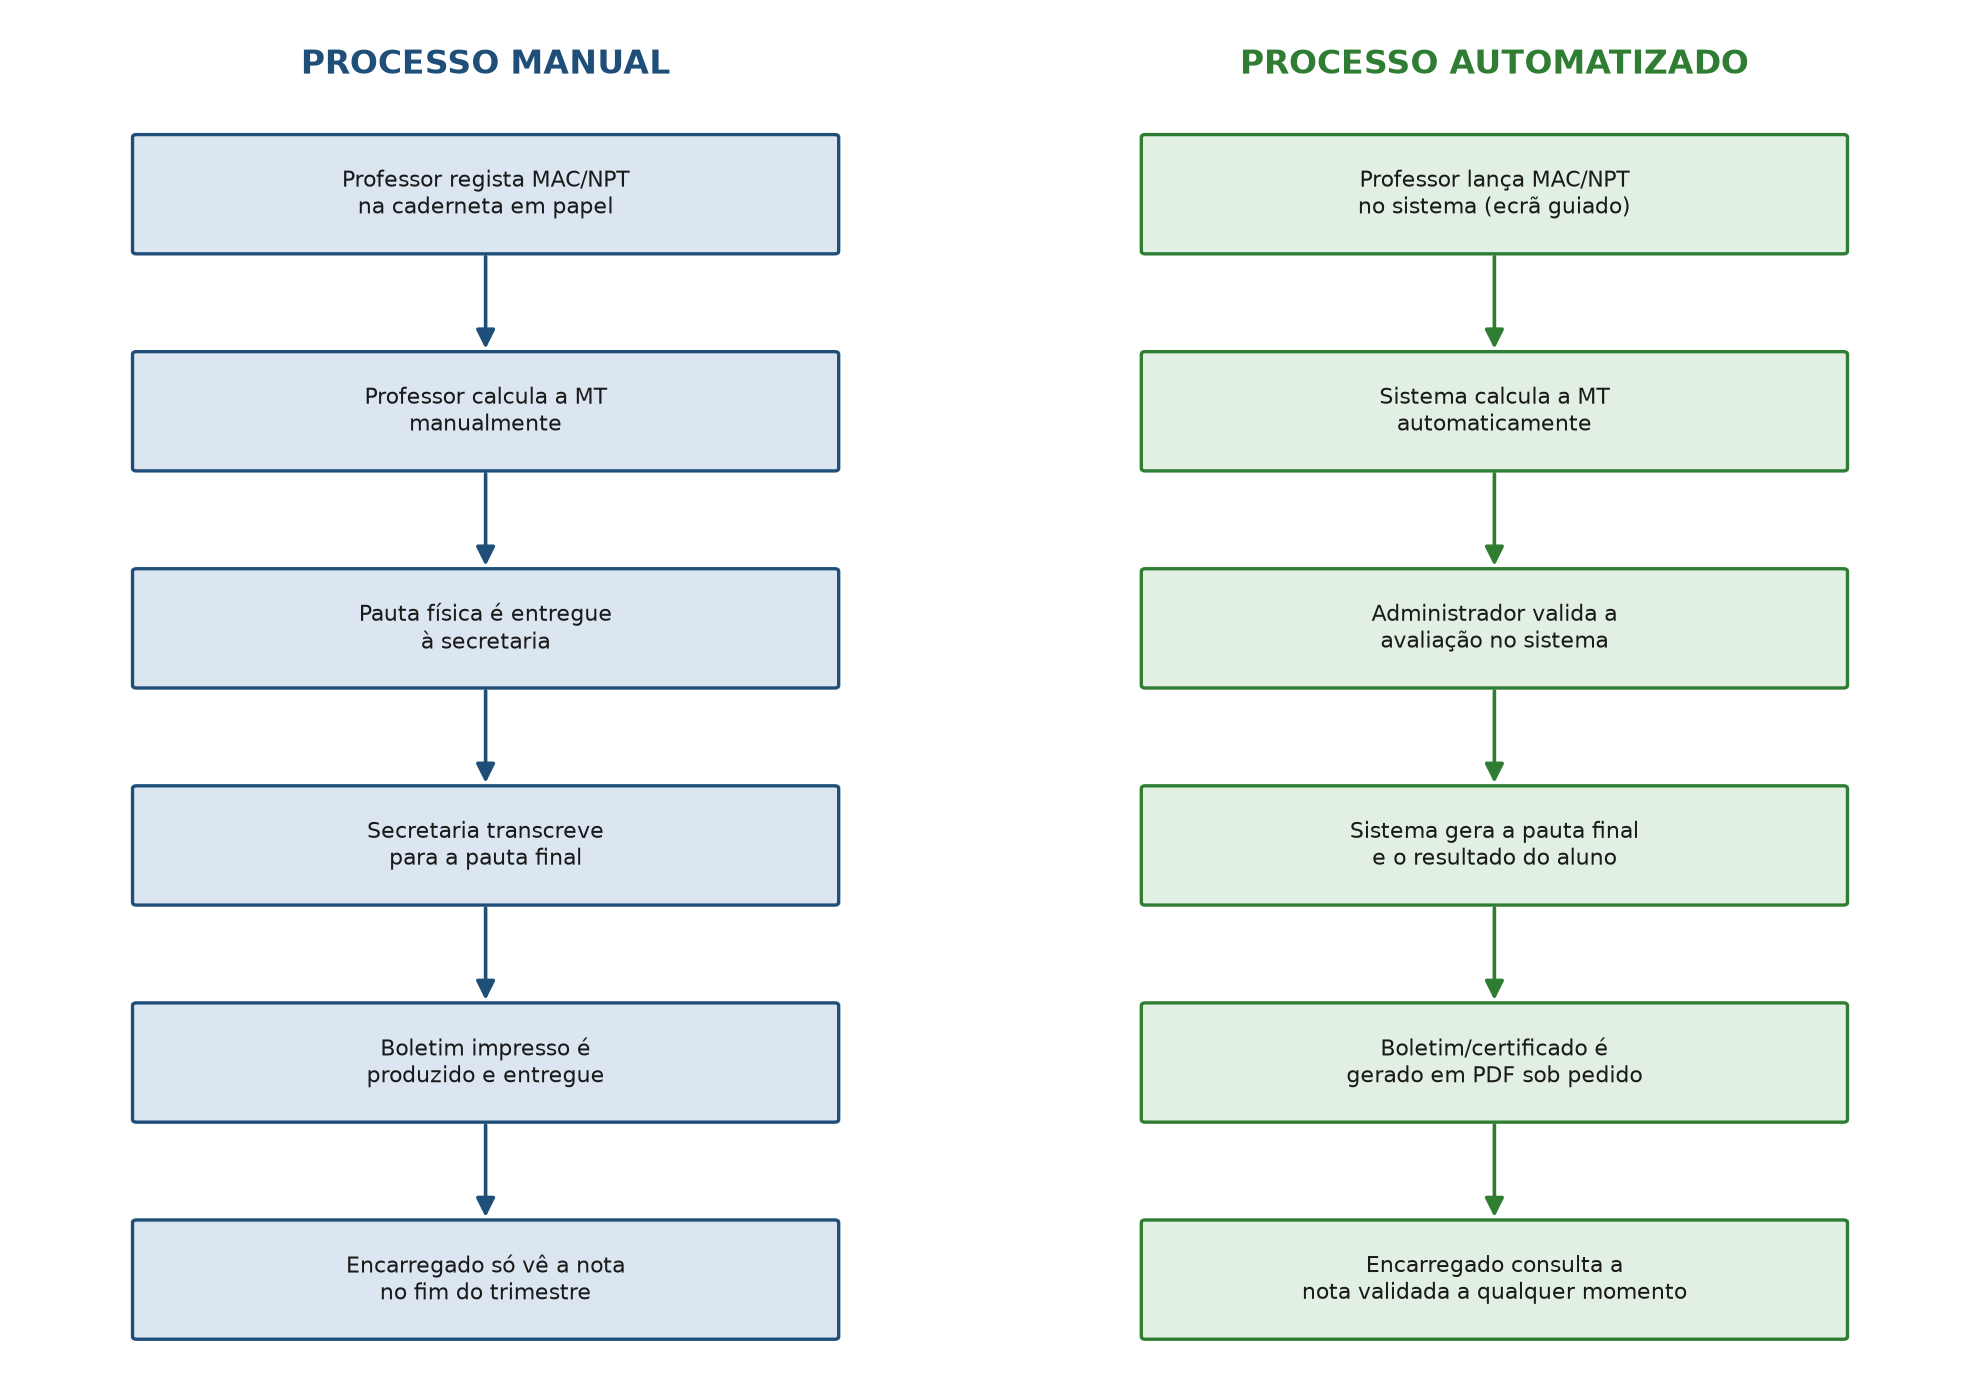 PROCESSO MANUAL
Professor regista MAC/NPT
na caderneta em papel
Professor calcula a MT
manualmente
Pauta física é entregue
à secretaria
Secretaria transcreve
para a pauta final
Boletim impresso é
produzido e entregue
Encarregado só vê a nota
no fim do trimestre
PROCESSO AUTOMATIZADO
Professor lança MAC/NPT
no sistema (ecrã guiado)
Sistema calcula a MT
automaticamente
Administrador valida a
avaliação no sistema
Sistema gera a pauta final
e o resultado do aluno
Boletim/certificado é
gerado em PDF sob pedido
Encarregado consulta a
nota validada a qualquer momento